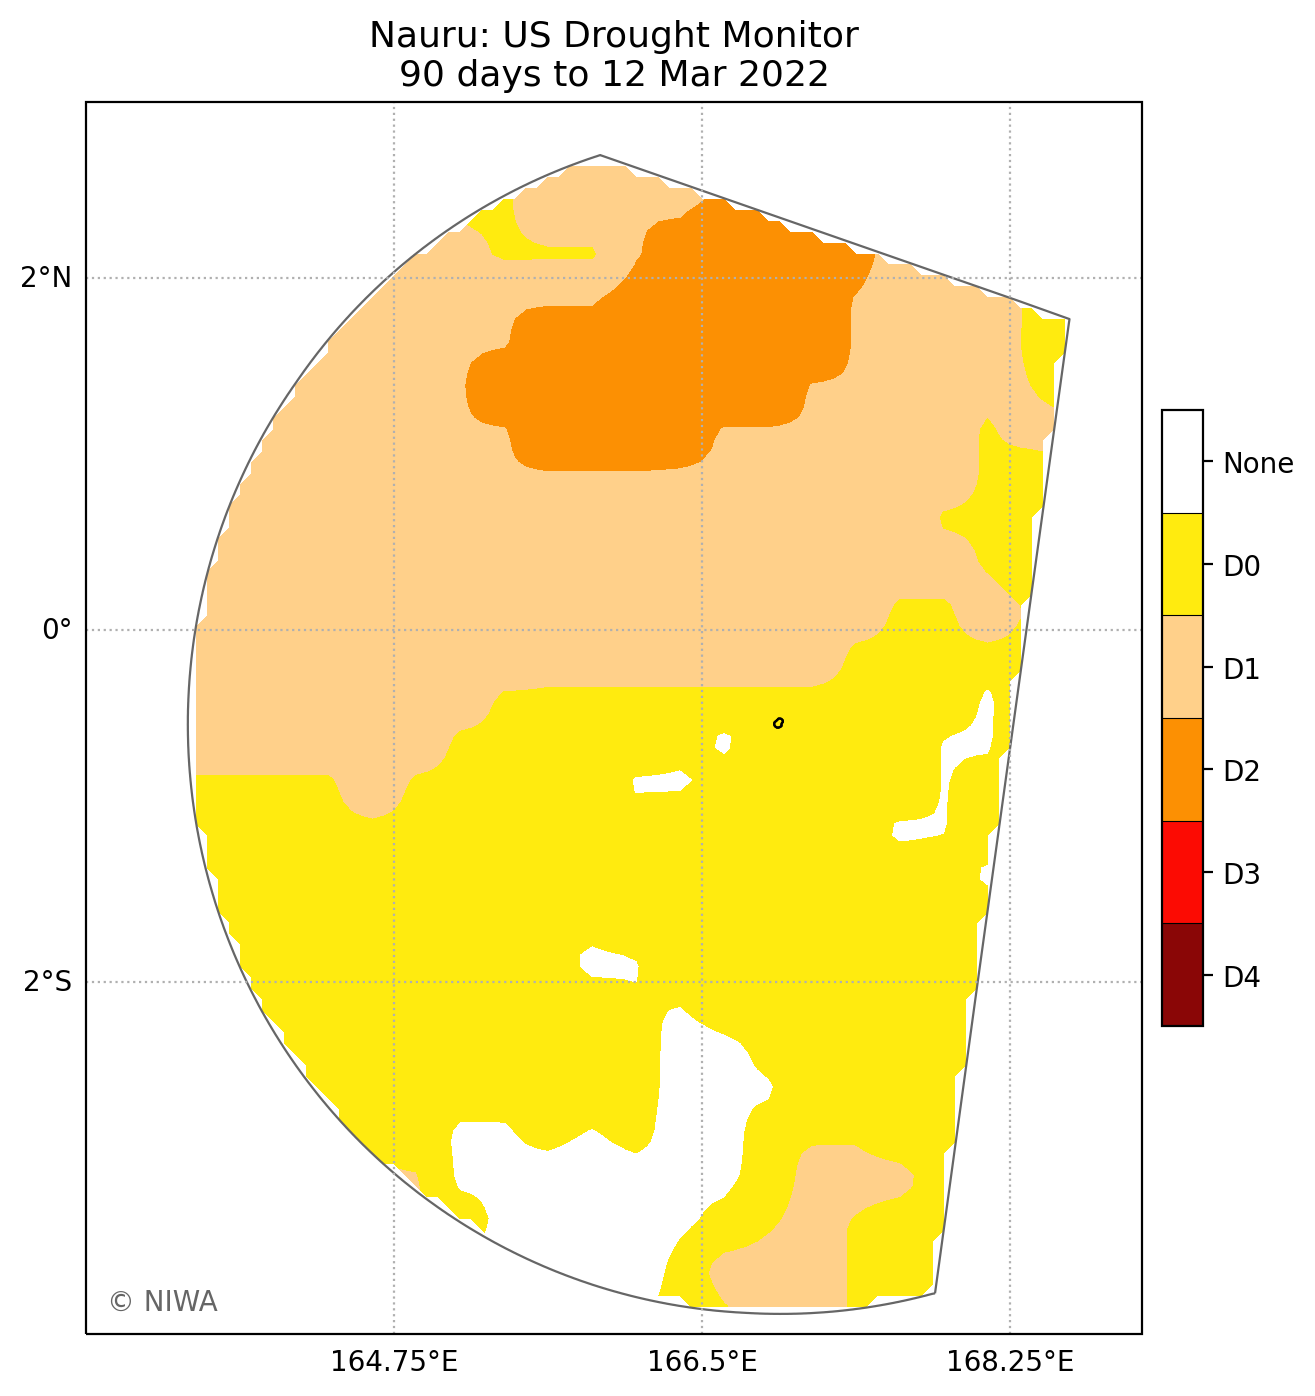 Nauru: US Drought Monitor
90 days to 12 Mar 2022
2°N
0°
2°S
164.75°E
166.5°E
168.25°E
None
D0
D1
D2
D3
D4
© NIWA